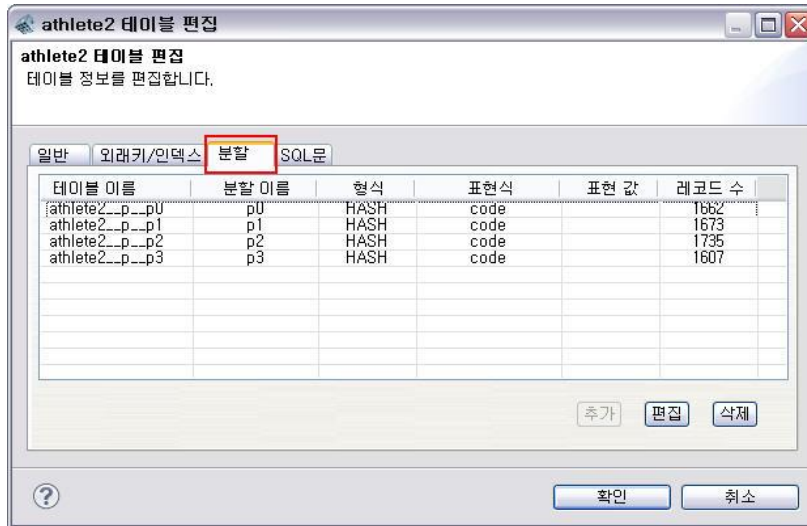 athlete2 테이블 편집
athlete2 테이블 편집
테이블 정보를 편집합니다.
일반 외래키/인덱스 분할 SQL문
테이블 이름 분할 이름 형식 표현식 표현 값 레코드 수
athlete2__p__p0 p0 HASH code 1662
athlete2__p__p1 p1 HASH code 1673
athlete2__p__p2 p2 HASH code 1735
athlete2__p__p3 p3 HASH code 1607
추가 편집 삭제
? 확인 취소